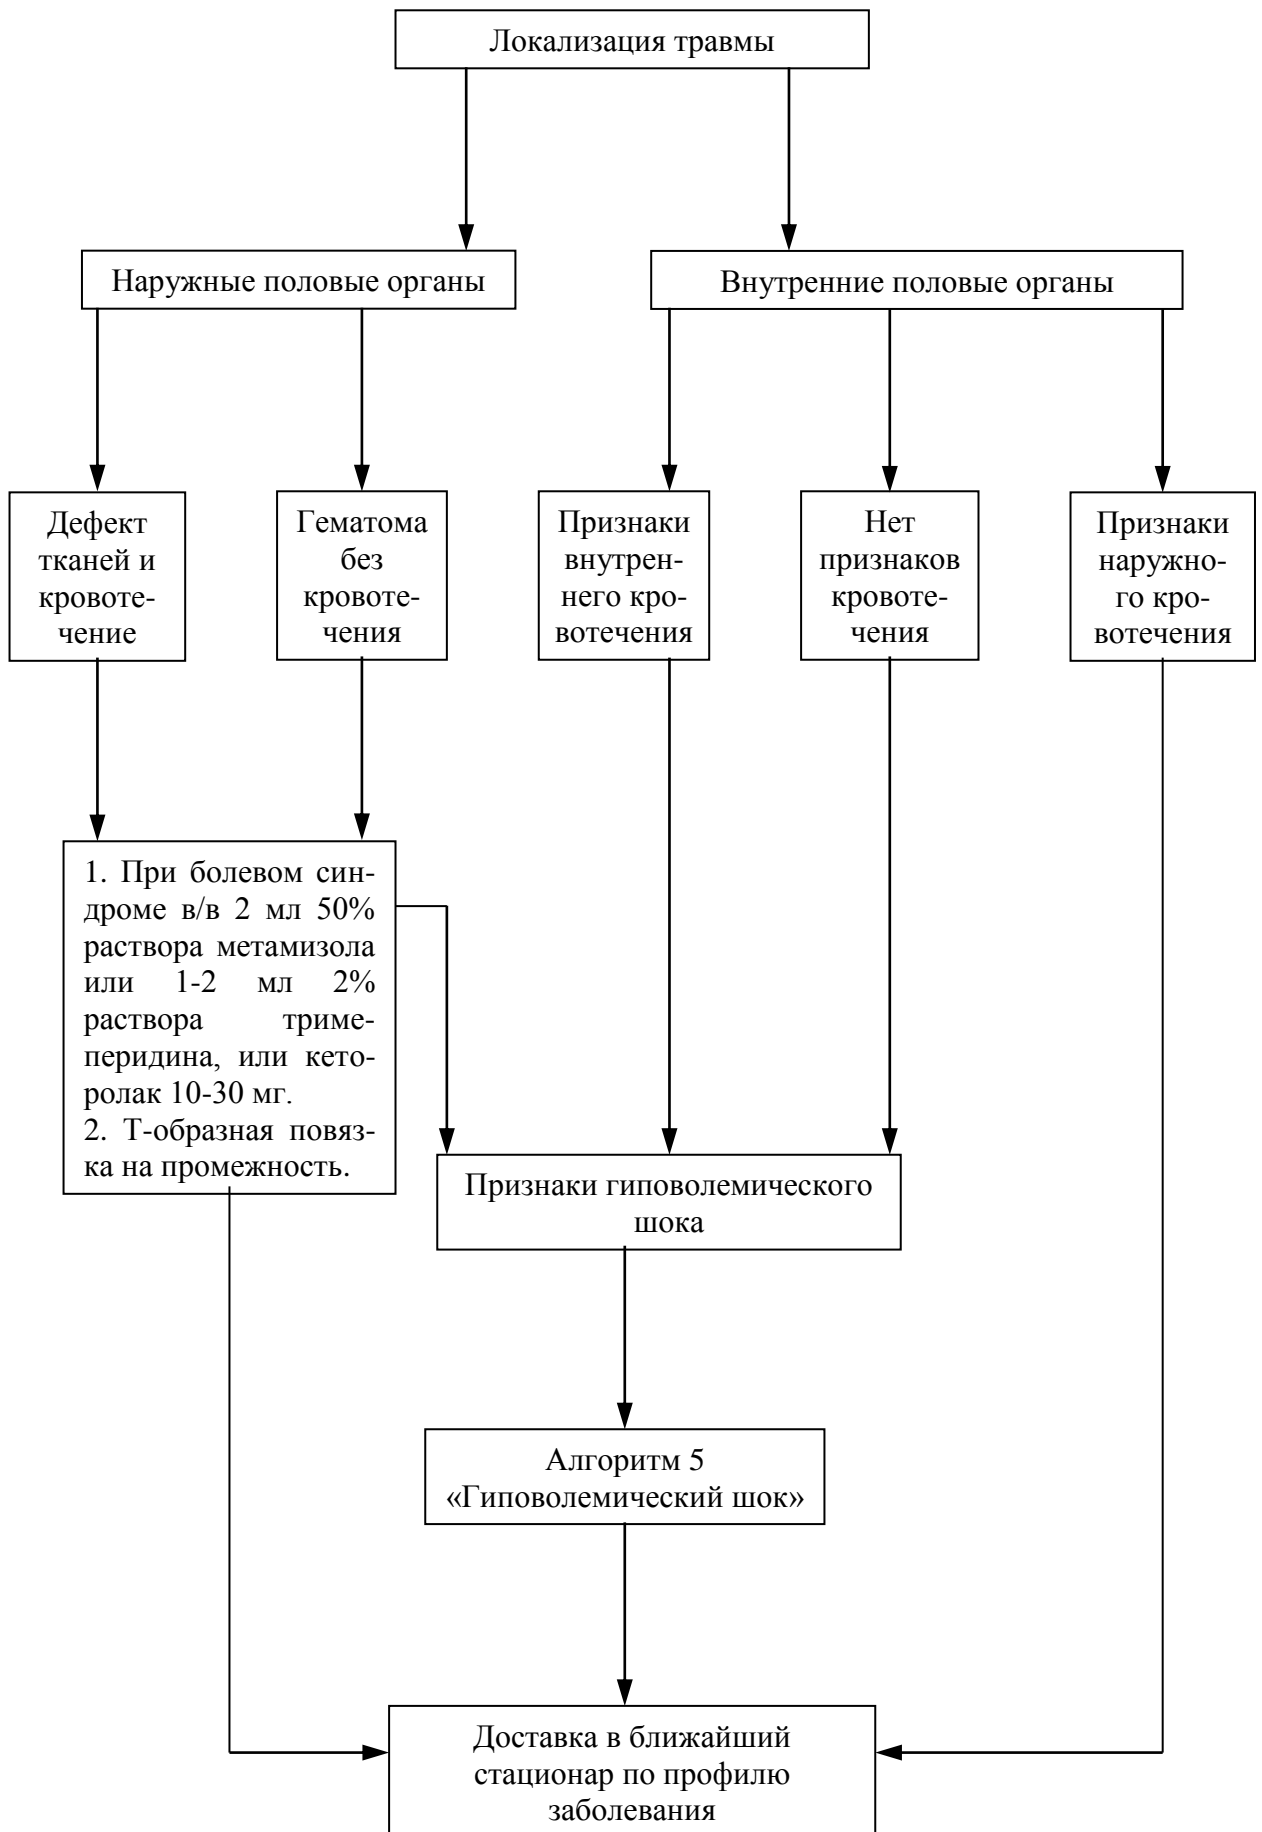 Локализация травмы
Наружные половые органы
Внутренние половые органы
Дефект
тканей и
кровоте-
чение
Гематома
без
кровоте-
чения
Признаки
внутрен-
него кро-
вотечения
Нет
признаков
кровоте-
чения
Признаки
наружно-
го кро-
вотечения
1. При болевом син-
дроме в/в 2 мл 50%
раствора метамизола
или 1-2 мл 2%
раствора триме-
перидина, или кето-
ролак 10-30 мг.
2. Т-образная повяз-
ка на промежность.
Признаки гиповолемического
шока
Алгоритм 5
«Гиповолемический шок»
Доставка в ближайший
стационар по профилю
заболевания